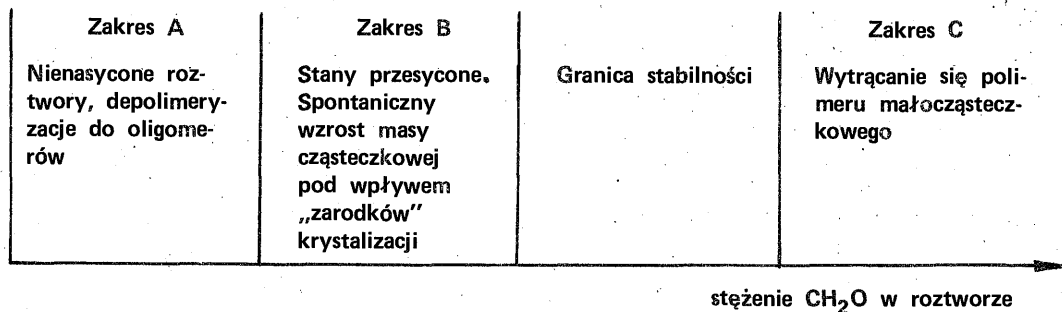 Zakres A
Nienasycone roz-
twory, depolimery-
zacje do oligome-
rów
Zakres B
Stany przesycone.
Spontaniczny
wzrost masy
cząsteczkowej
pod wpływem
„zarodków”
krystalizacji
Granica stabilności
Zakres C
Wytrącanie się poli-
meru małocząstecz-
kowego
stężenie CH₂O w roztworze